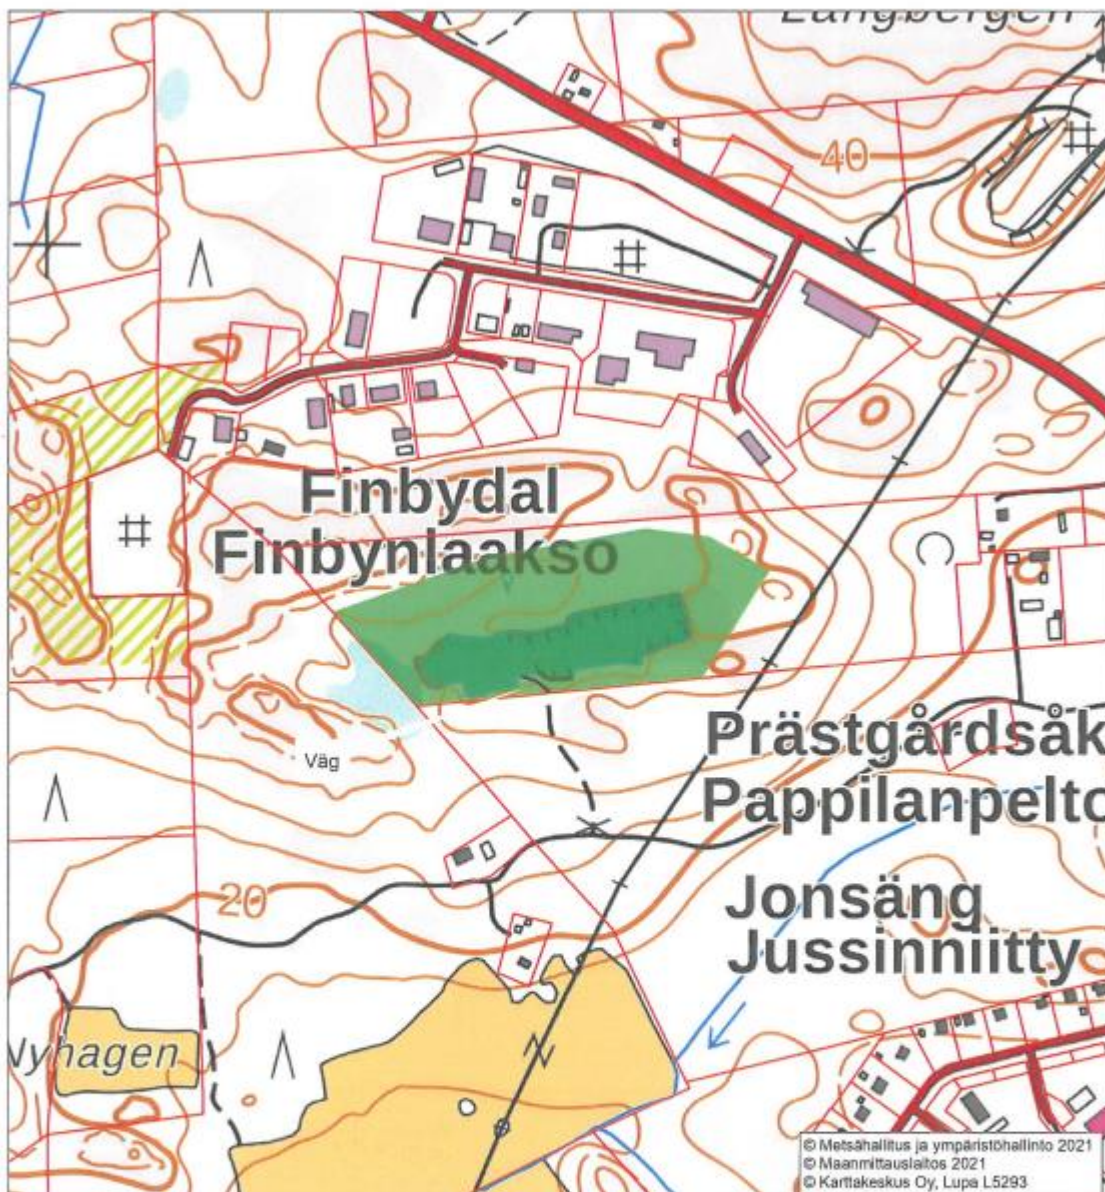 Långbergen
40
Finbydal
Finbynlaakso
Väg
Prästgårdsåk
Pappilanpelto
20
Jonsäng
Jussinniitty
Nyhagen
© Metsähallitus ja ympäristöhallinto 2021
© Maanmittauslaitos 2021
© Karttakeskus Oy, Lupa L5293